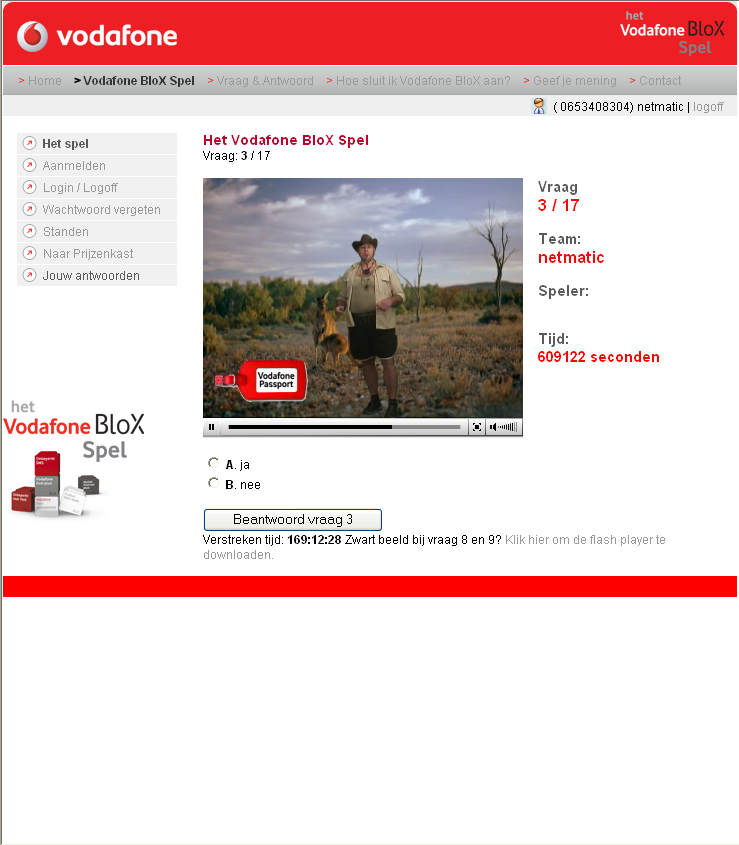 vodafone
het
Vodafone BloX
Spel
> Home > Vodafone BloX Spel > Vraag & Antwoord > Hoe sluit ik Vodafone BloX aan? > Geef je mening > Contact
( 0653408304) netmatic | logoff
Het spel
Aanmelden
Login / Logoff
Wachtwoord vergeten
Standen
Naar Prijzenkast
Jouw antwoorden
het
Vodafone BloX
Spel
Het Vodafone BloX Spel
Vraag: 3 / 17
Vodafone
Passport
A. ja
B. nee
Beantwoord vraag 3
Verstreken tijd: 169:12:28 Zwart beeld bij vraag 8 en 9? Klik hier om de flash player te
downloaden.
Vraag
3 / 17
Team:
netmatic
Speler:
Tijd:
609122 seconden